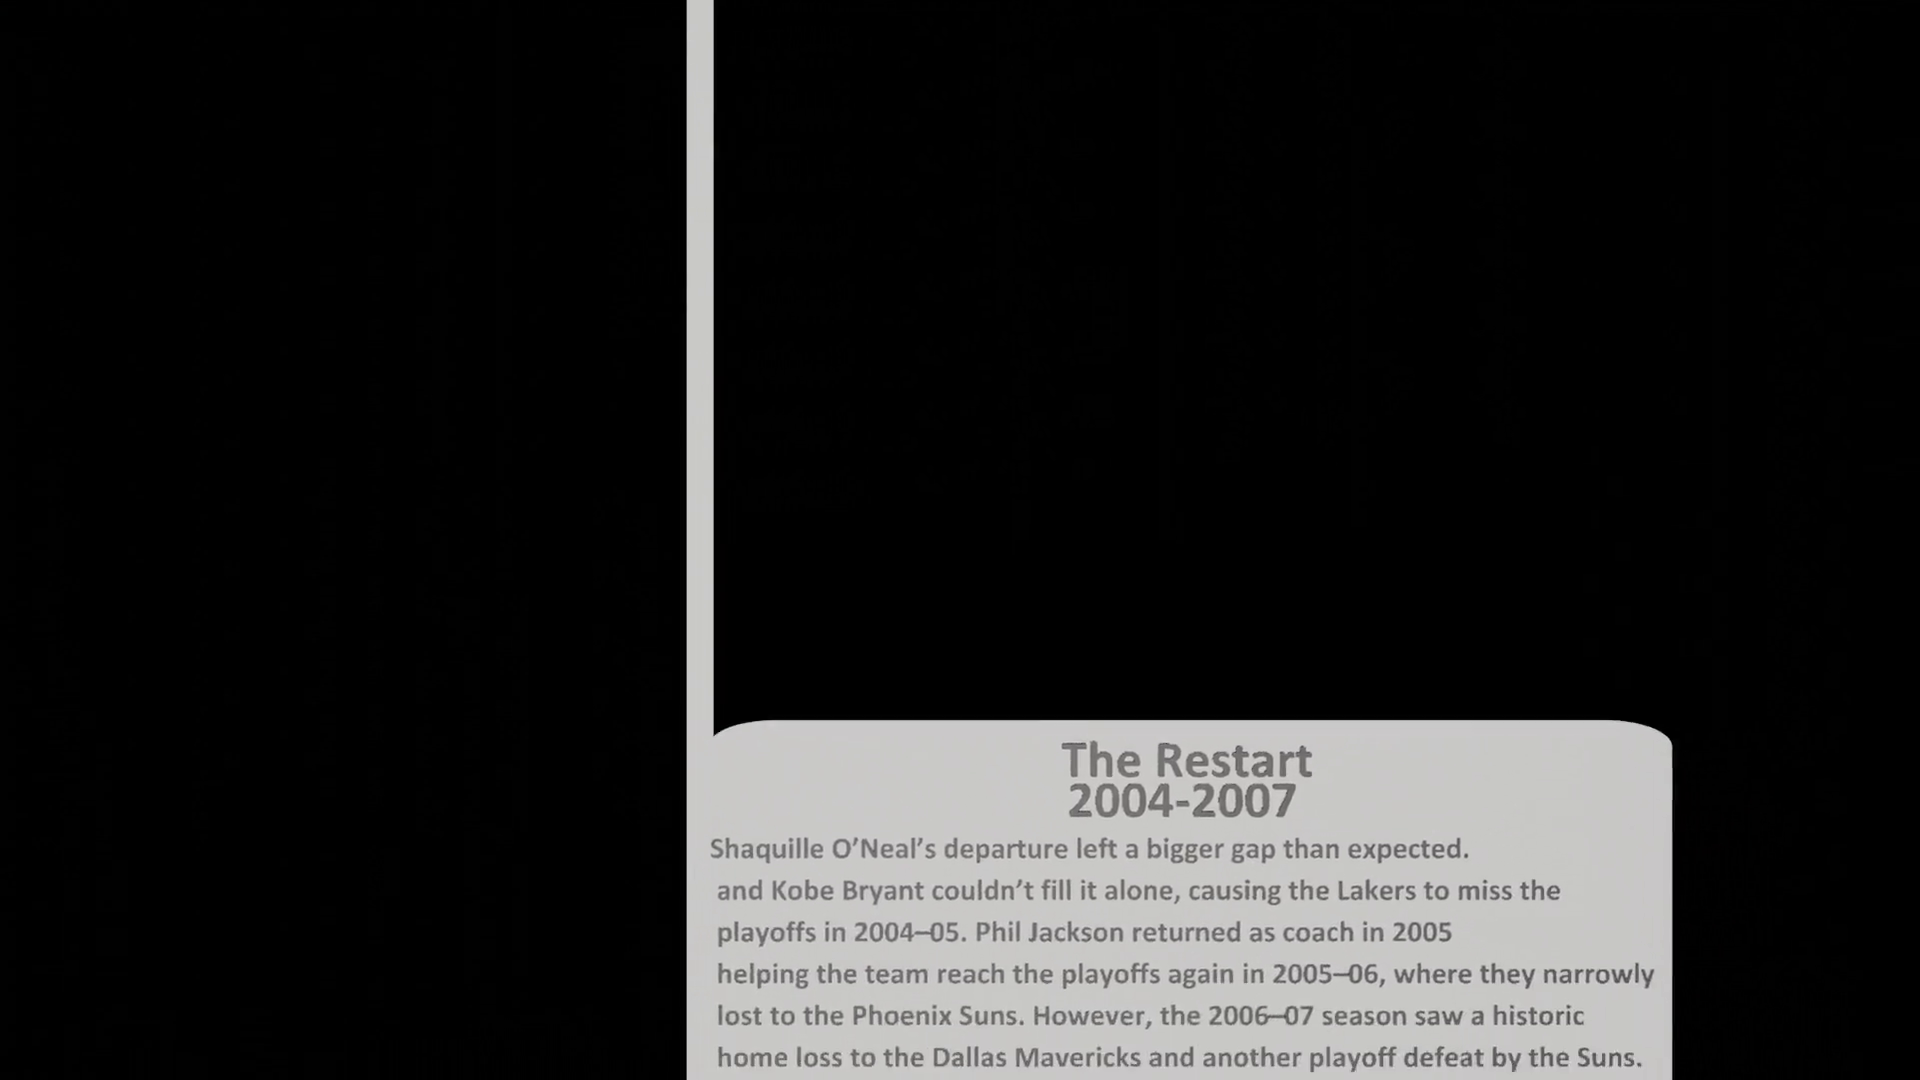 The Restart
2004-2007
Shaquille O’Neal’s departure left a bigger gap than expected.
and Kobe Bryant couldn’t fill it alone, causing the Lakers to miss the
playoffs in 2004–05. Phil Jackson returned as coach in 2005
helping the team reach the playoffs again in 2005–06, where they narrowly
lost to the Phoenix Suns. However, the 2006–07 season saw a historic
home loss to the Dallas Mavericks and another playoff defeat by the Suns.